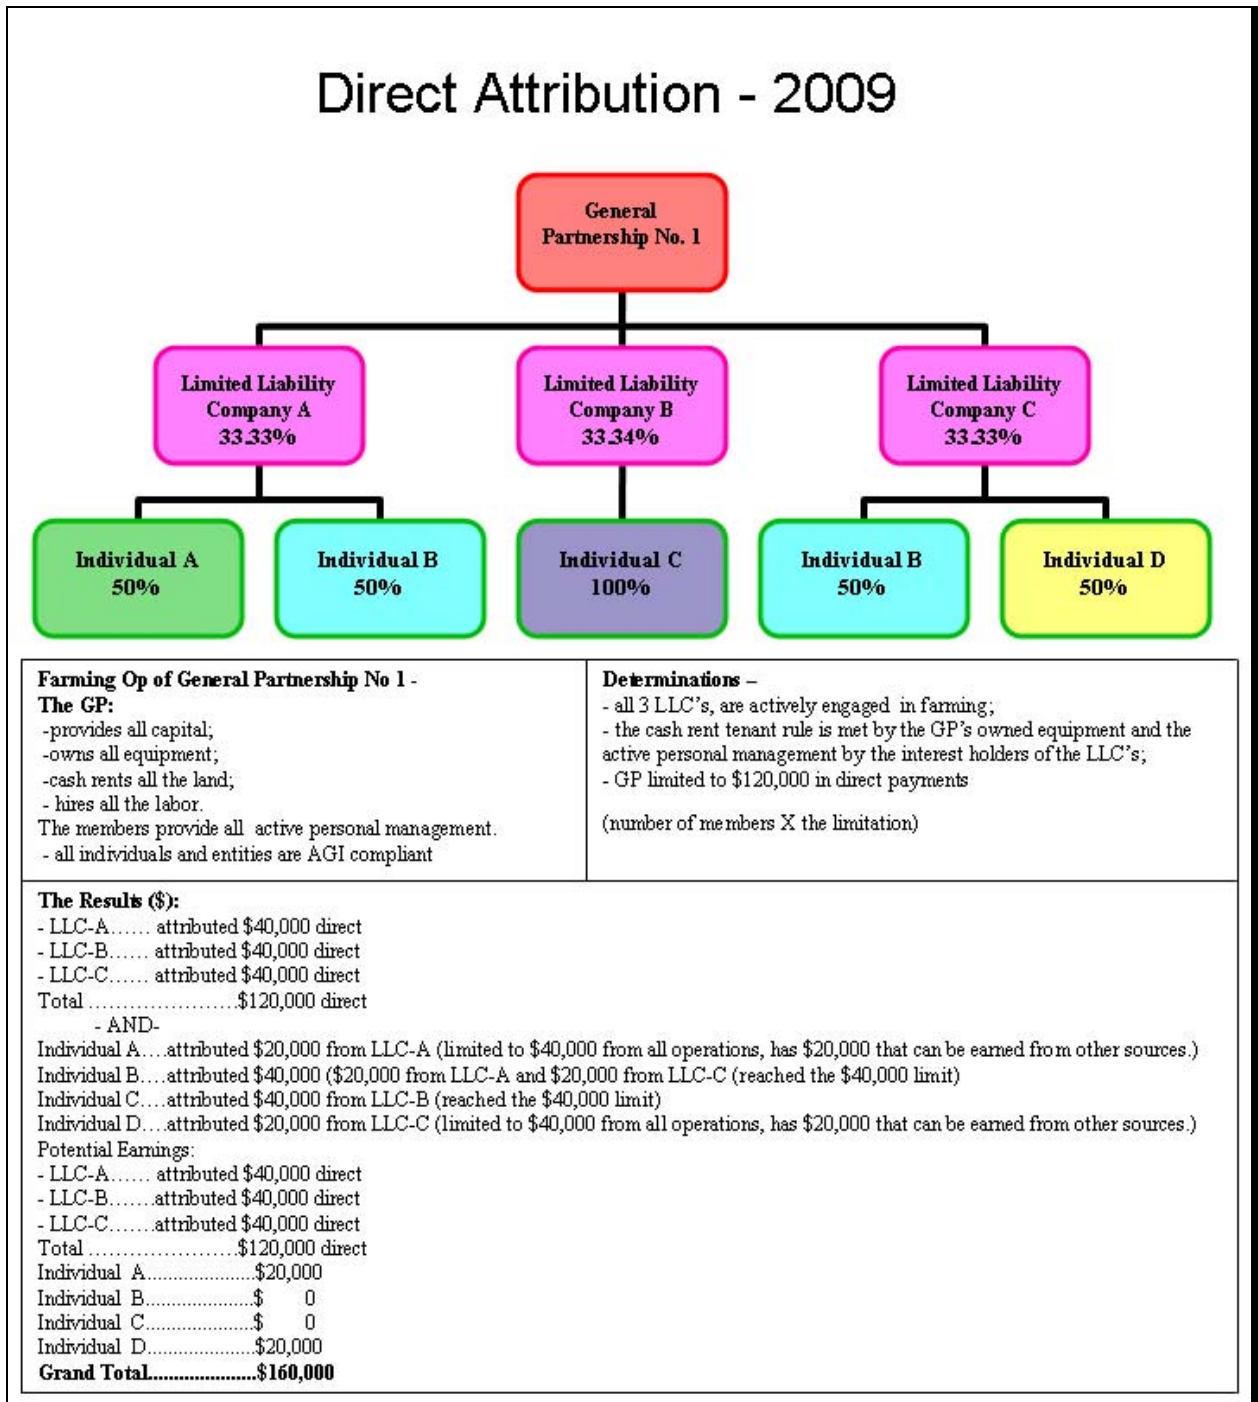 Direct Attribution - 2009
General
Partnership No. 1
Limited Liability
Company A
33.33%
Limited Liability
Company B
33.34%
Limited Liability
Company C
33.33%
Individual A
50%
Individual B
50%
Individual C
100%
Individual B
50%
Individual D
50%
Farming Op of General Partnership No 1 -
The GP:
-provides all capital;
-owns all equipment;
-cash rents all the land;
- hires all the labor.
The members provide all active personal management.
- all individuals and entities are AGI compliant
Determinations –
- all 3 LLC's, are actively engaged in farming;
- the cash rent tenant rule is met by the GP's owned equipment and the
active personal management by the interest holders of the LLC's;
- GP limited to $120,000 in direct payments
(number of members X the limitation)
The Results ($):
- LLC-A...... attributed $40,000 direct
- LLC-B...... attributed $40,000 direct
- LLC-C...... attributed $40,000 direct
Total ........................$120,000 direct
- AND-
Individual A....attributed $20,000 from LLC-A (limited to $40,000 from all operations, has $20,000 that can be earned from other sources.)
Individual B....attributed $40,000 ($20,000 from LLC-A and $20,000 from LLC-C (reached the $40,000 limit)
Individual C....attributed $40,000 from LLC-B (reached the $40,000 limit)
Individual D....attributed $20,000 from LLC-C (limited to $40,000 from all operations, has $20,000 that can be earned from other sources.)
Potential Earnings:
- LLC-A...... attributed $40,000 direct
- LLC-B.......attributed $40,000 direct
- LLC-C.......attributed $40,000 direct
Total ........................$120,000 direct
Individual A.....................$20,000
Individual B.....................$ 0
Individual C.....................$ 0
Individual D.....................$20,000
Grand Total.....................$160,000